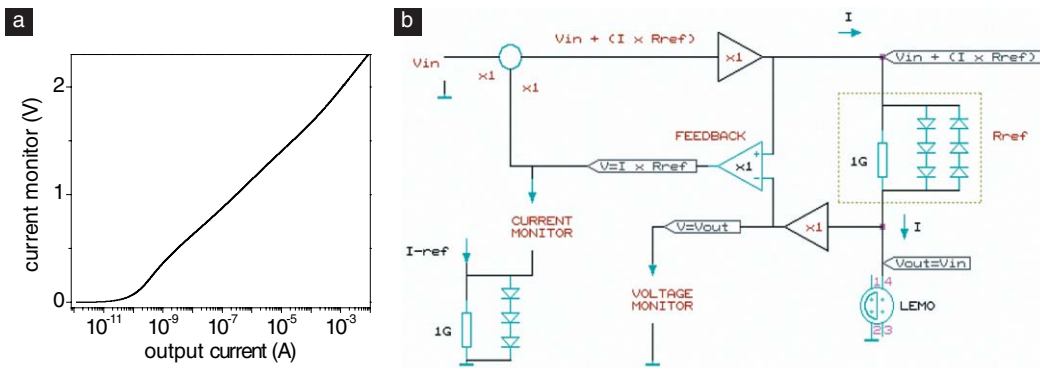 a
current monitor (V)
2
1
0
10-11
10-9
10-7
10-5
10-3
output current (A)
b
Vin
x1
x1
Vin + (I x Rref)
x1
I
Vin + (I x Rref)
FEEDBACK
V=I x Rref
+
x1
-
1G
Rref
CURRENT
MONITOR
V=Vout
x1
I
I-ref
1G
VOLTAGE
MONITOR
Vout=Vin
1 4
LEMO
2 3